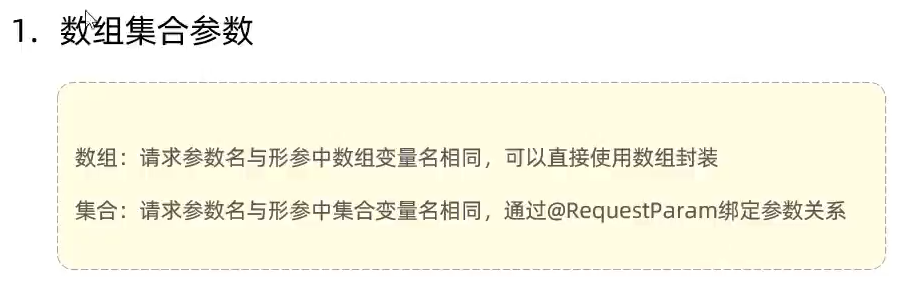 1. 数组集合参数
数组：请求参数名与形参中数组变量名相同，可以直接使用数组封装
集合：请求参数名与形参中集合变量名相同，通过@RequestParam绑定参数关系